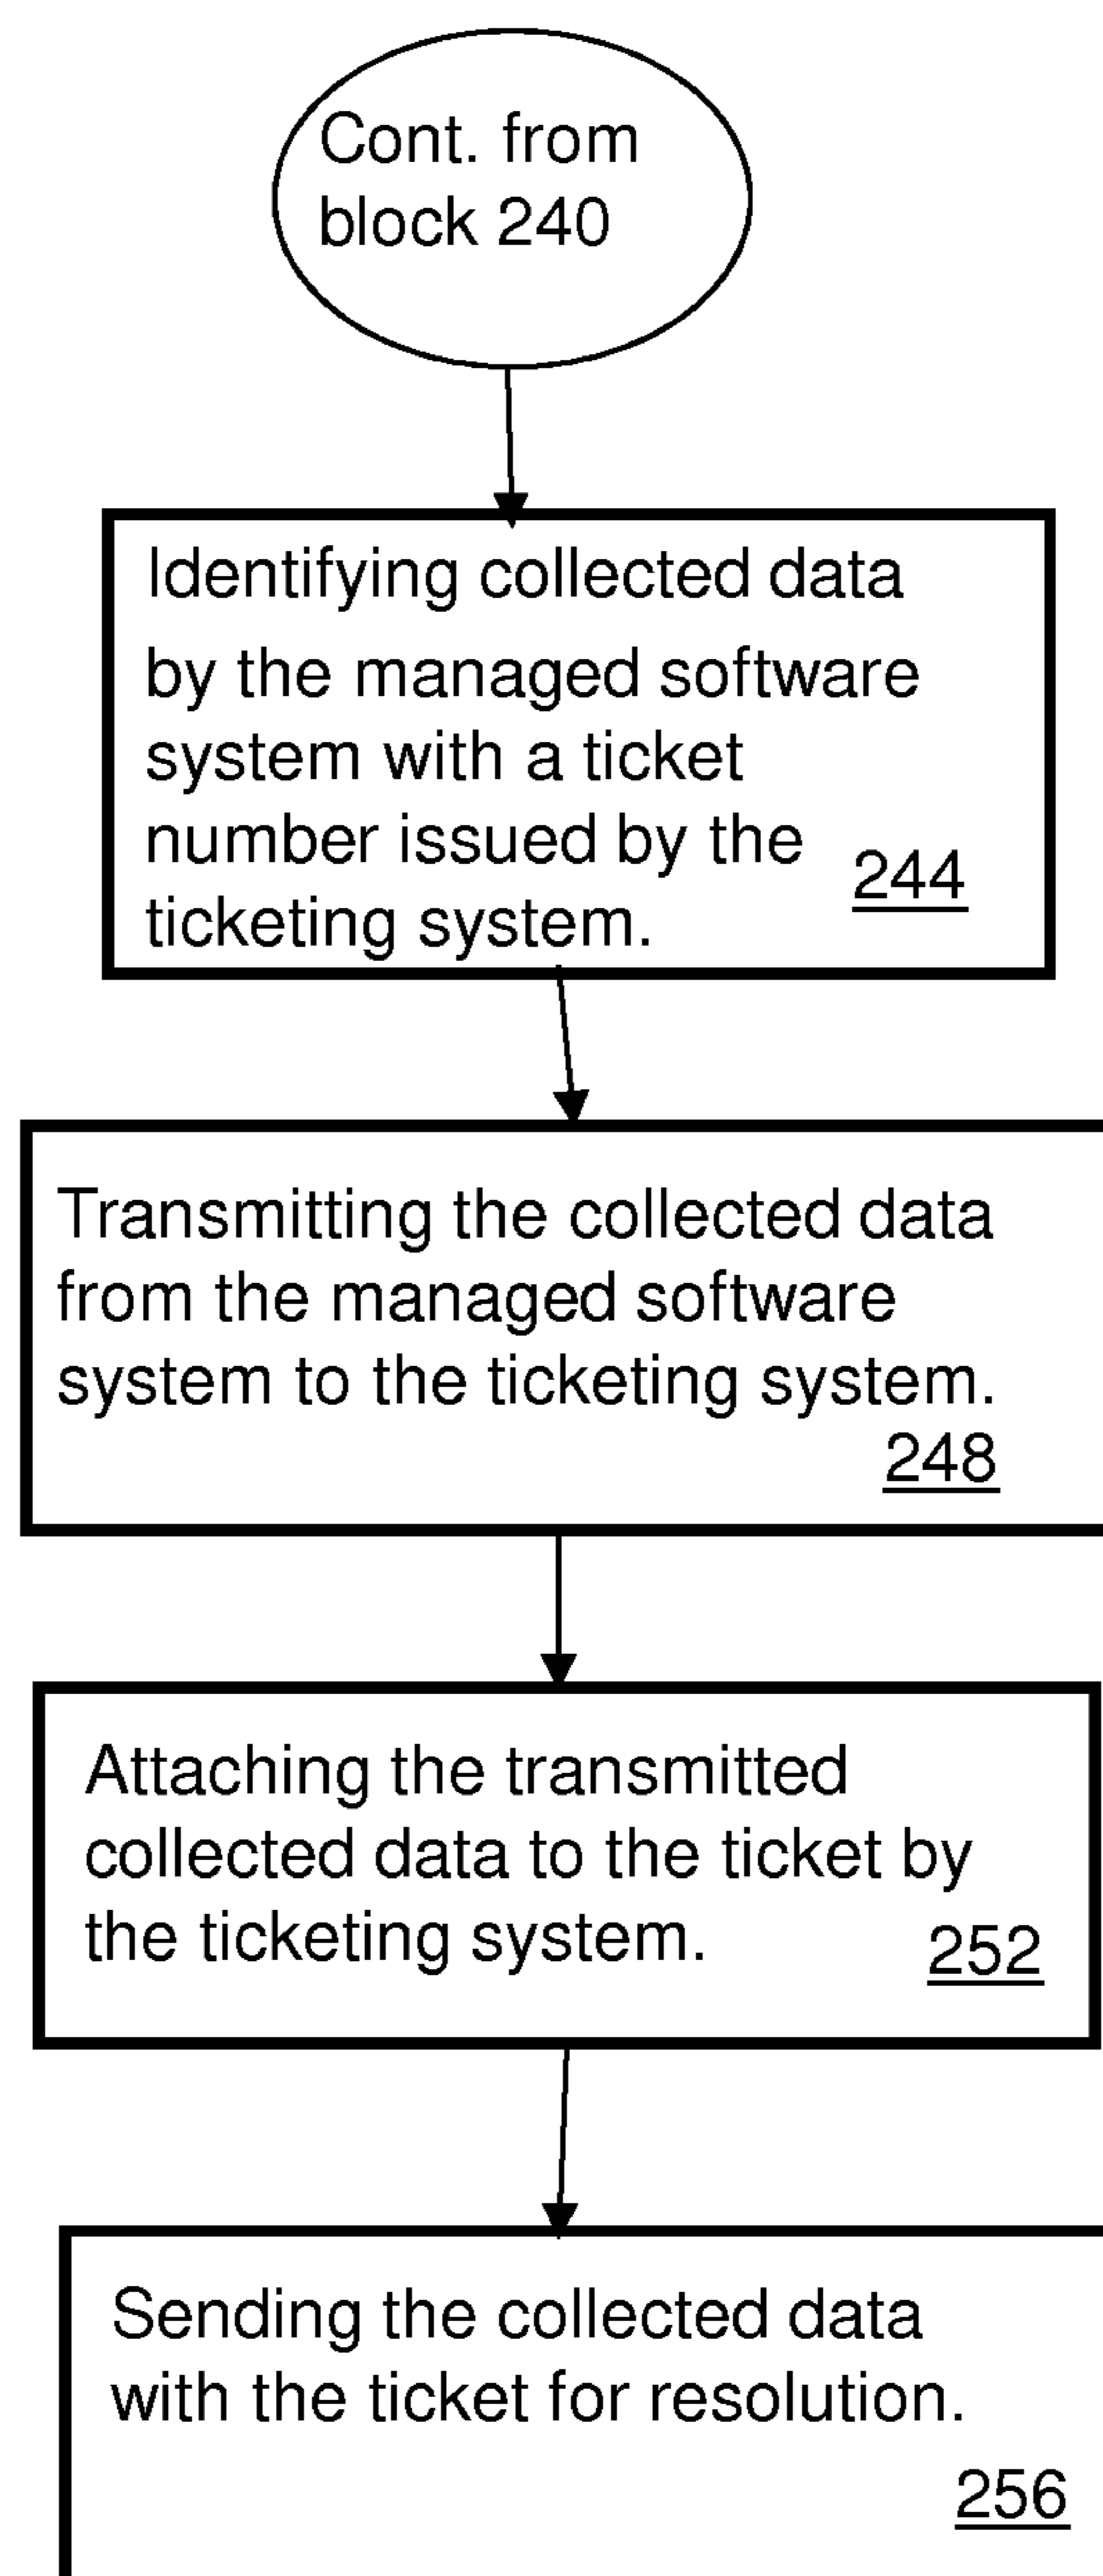 Cont. from
block 240
Identifying collected data
by the managed software
system with a ticket
number issued by the
244
ticketing system.
Transmitting the collected data
from the managed software
system to the ticketing system.
248
Attaching the transmitted
collected data to the ticket by
the ticketing system.
252
Sending the collected data
with the ticket for resolution.
256